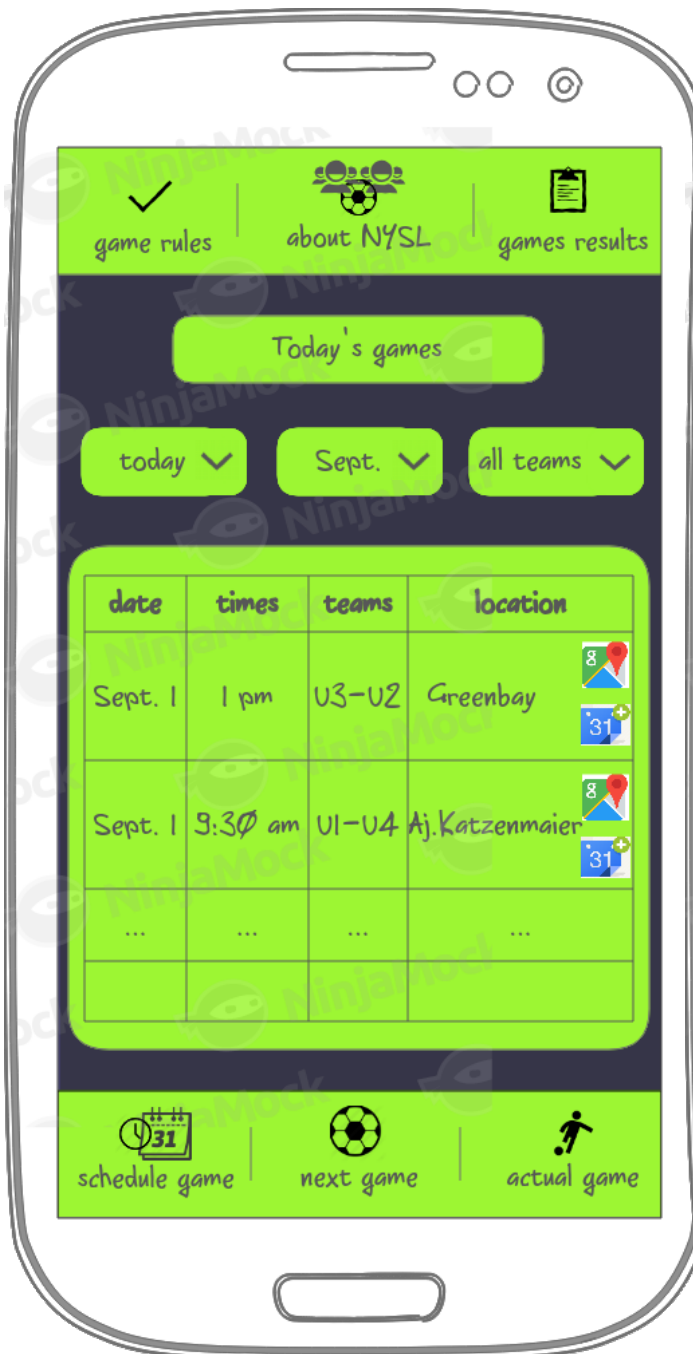 game rules
about NYSL
games results
Today's games
today
Sept.
all teams
date times teams location
Sept. 1 1 pm U3-U2 Greenbay
31
Sept. 1 9:30 am U1-U4 Aj.Katzenmaier
31
... ... ... ...
31
schedule game
next game
actual game
NinjaMock